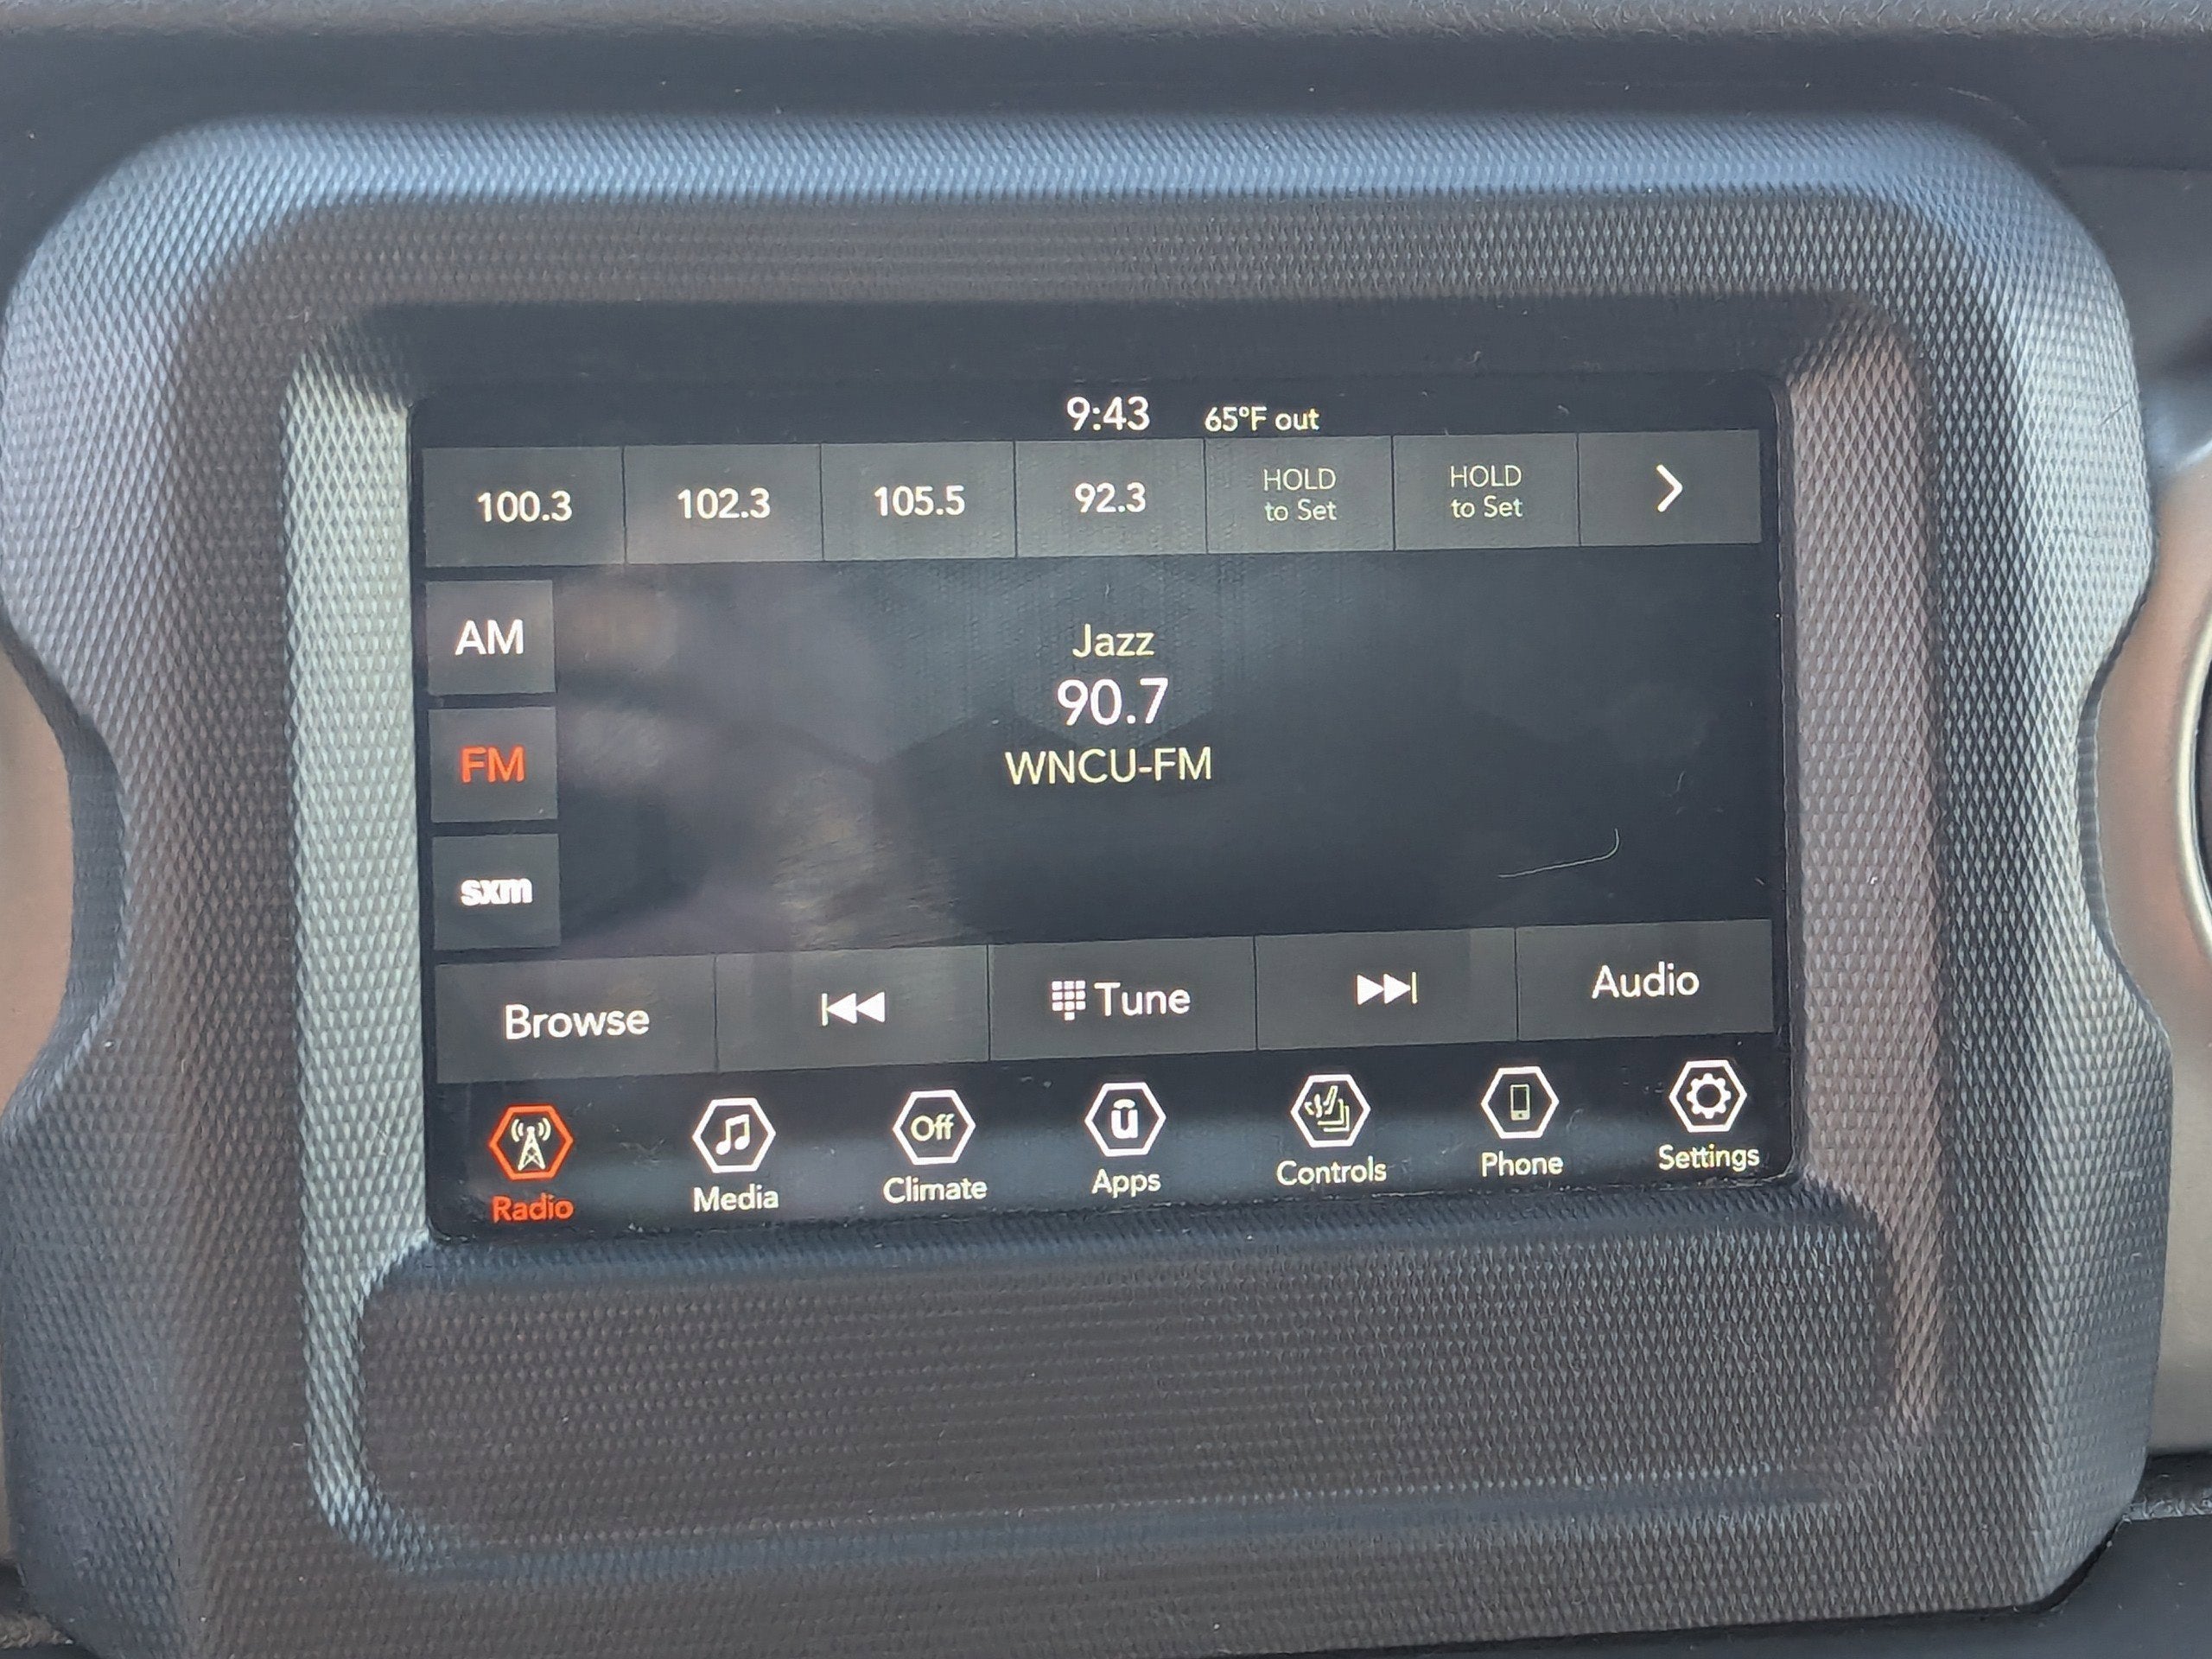 9:43 65°F out
100.3 102.3 105.5 92.3 HOLD to Set HOLD to Set
AM
Jazz
90.7
FM
WNCU-FM
sxm
Browse Tune Audio
Off ū
Radio Media Climate Apps Controls Phone Settings